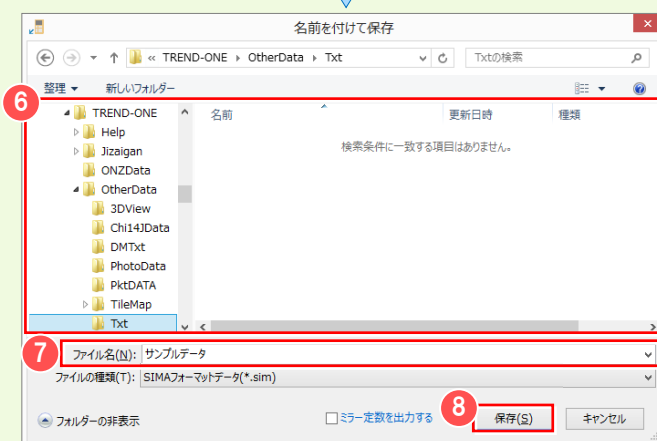 名前を付けて保存
« TREND-ONE › OtherData › Txt
Txtの検索
整理 新しいフォルダー
6
TREND-ONE
Help
Jizaigan
ONZData
OtherData
3DView
Chi14JData
DMTxt
PhotoData
PktDATA
TileMap
Txt
名前 更新日時 種類
検索条件に一致する項目はありません。
7
ファイル名(N): サンプルデータ
ファイルの種類(T): SIMAフォーマットデータ(*.sim)
フォルダーの非表示
ミラー定数を出力する
8
保存(S) キャンセル